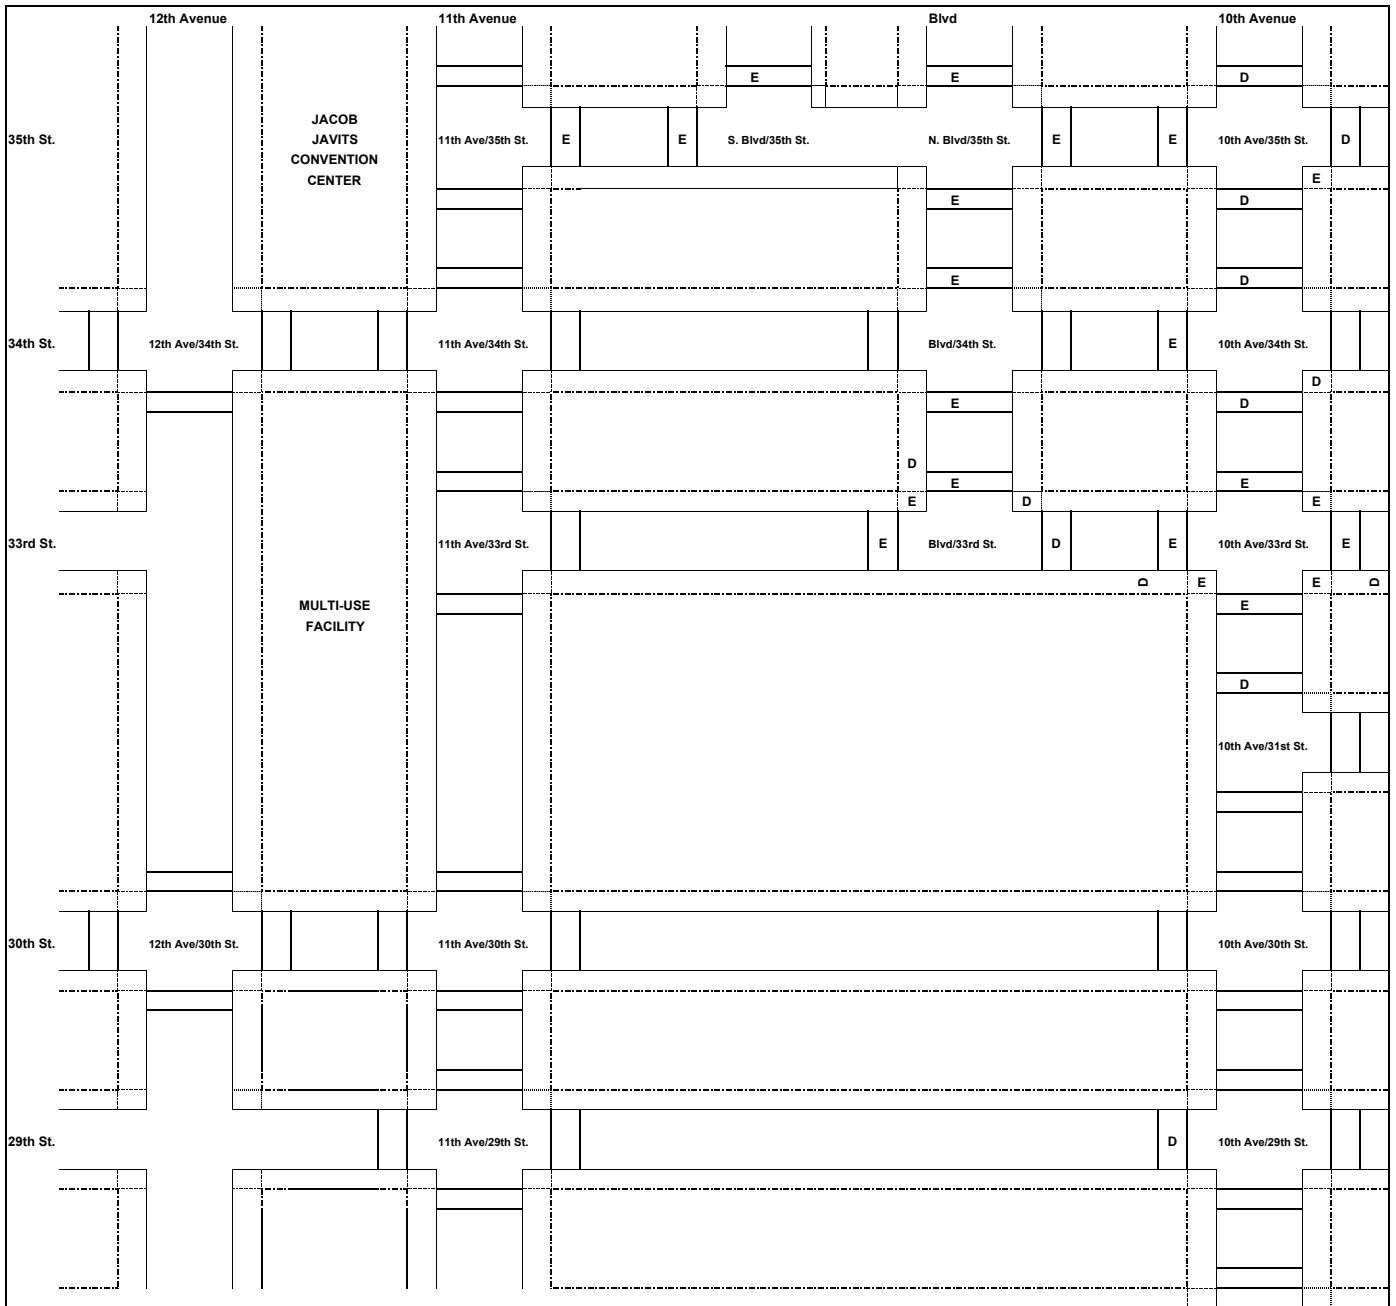 12th Avenue 11th Avenue Blvd 10th Avenue
E E D
JACOB
JAVITS
CONVENTION
CENTER
35th St. 11th Ave/35th St. E E S. Blvd/35th St. N. Blvd/35th St. E E 10th Ave/35th St. D
E
E D
E D
34th St. 12th Ave/34th St. 11th Ave/34th St. Blvd/34th St. E 10th Ave/34th St.
D
E D
D
E E
E D E
33rd St. 11th Ave/33rd St. E Blvd/33rd St. D E 10th Ave/33rd St. E
D E E D
MULTI-USE
FACILITY
E
D
10th Ave/31st St.
30th St. 12th Ave/30th St. 11th Ave/30th St. 10th Ave/30th St.
29th St. 11th Ave/29th St. D 10th Ave/29th St.